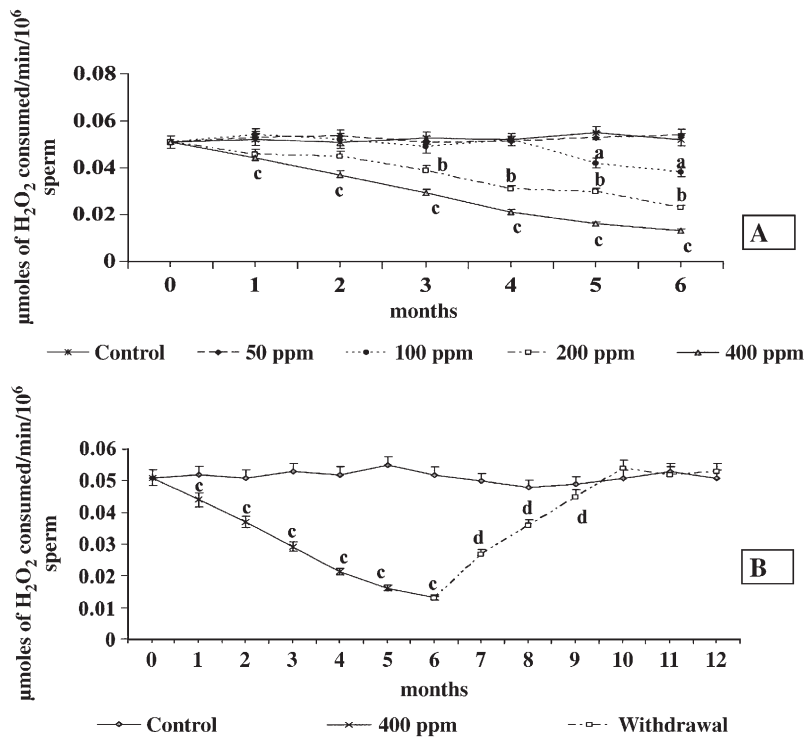 μmoles of H2O2 consumed/min/10^6
sperm
0.08
0.06
0.04
0.02
0
a
a
b
b
b
b
c
c
c
c
c
c
0
1
2
3
4
5
6
months
A
Control
50 ppm
100 ppm
200 ppm
400 ppm
μmoles of H2O2 consumed/min/10^6
sperm
0.06
0.05
0.04
0.03
0.02
0.01
0
c
c
c
c
c
c
d
d
d
0
1
2
3
4
5
6
7
8
9
10
11
12
months
B
Control
400 ppm
Withdrawal